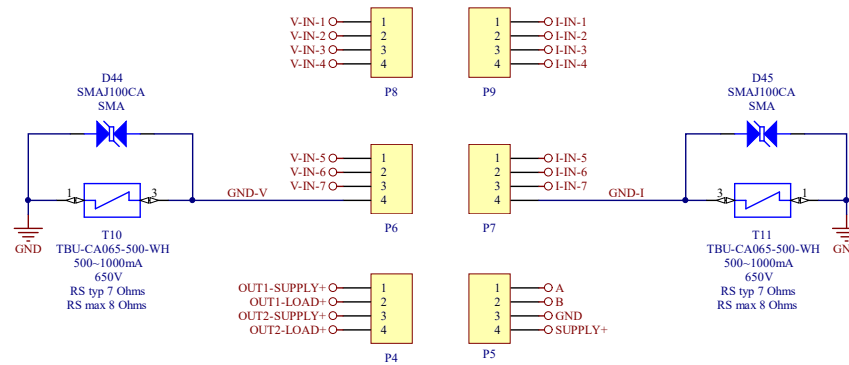 V-IN-1 1 1 I-IN-1
V-IN-2 2 2 I-IN-2
V-IN-3 3 3 I-IN-3
V-IN-4 4 4 I-IN-4
P8 P9
D44
SMAJ100CA
SMA
D45
SMAJ100CA
SMA
V-IN-5 1 1 I-IN-5
V-IN-6 2 2 I-IN-6
V-IN-7 3 3 I-IN-7
1 3 GND-V 4 4 GND-I 3 1
P6 P7
GND
T10
TBU-CA065-500-WH
500~1000mA
650V
RS typ 7 Ohms
RS max 8 Ohms
T11
TBU-CA065-500-WH
500~1000mA
650V
RS typ 7 Ohms
RS max 8 Ohms
OUT1-SUPPLY+ 1 1 A
OUT1-LOAD+ 2 2 B
OUT2-SUPPLY+ 3 3 GND
OUT2-LOAD+ 4 4 SUPPLY+
P4 P5